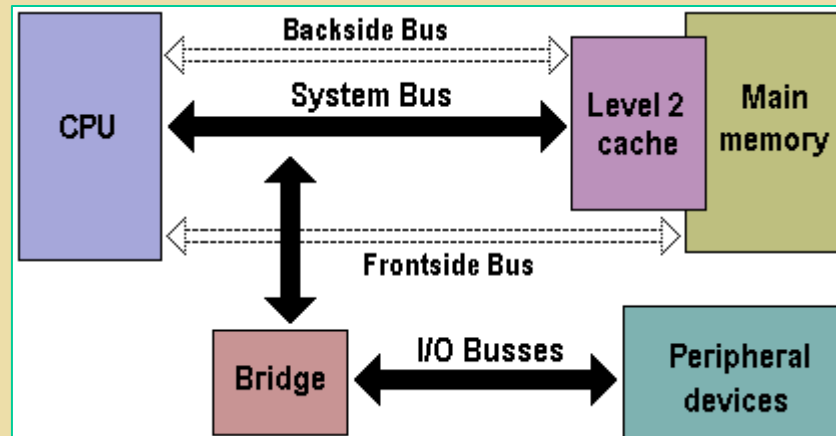 Backside Bus
System Bus
CPU
Level 2
cache
Main
memory
Frontside Bus
Bridge
I/O Busses
Peripheral
devices